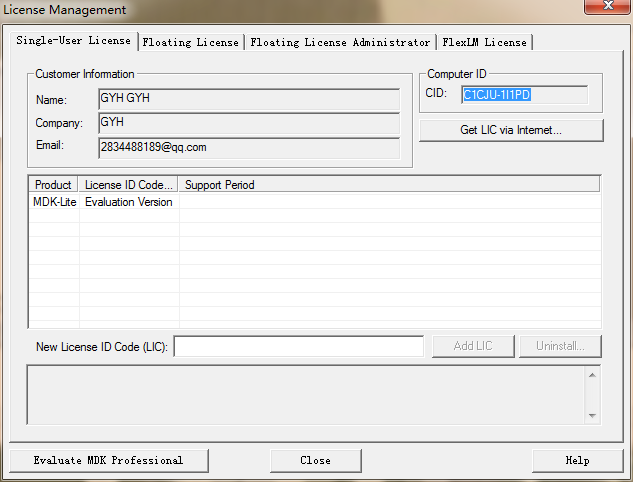 License Management
Single-User License
Floating License
Floating License Administrator
FlexLM License
Customer Information
Name:
GYH GYH
Company:
GYH
Email:
2834488189@qq.com
Computer ID
CID:
C1CJU-1I1PD
Get LIC via Internet...
Product
License ID Code...
Support Period
MDK-Lite
Evaluation Version
New License ID Code (LIC):
Add LIC
Uninstall...
Evaluate MDK Professional
Close
Help